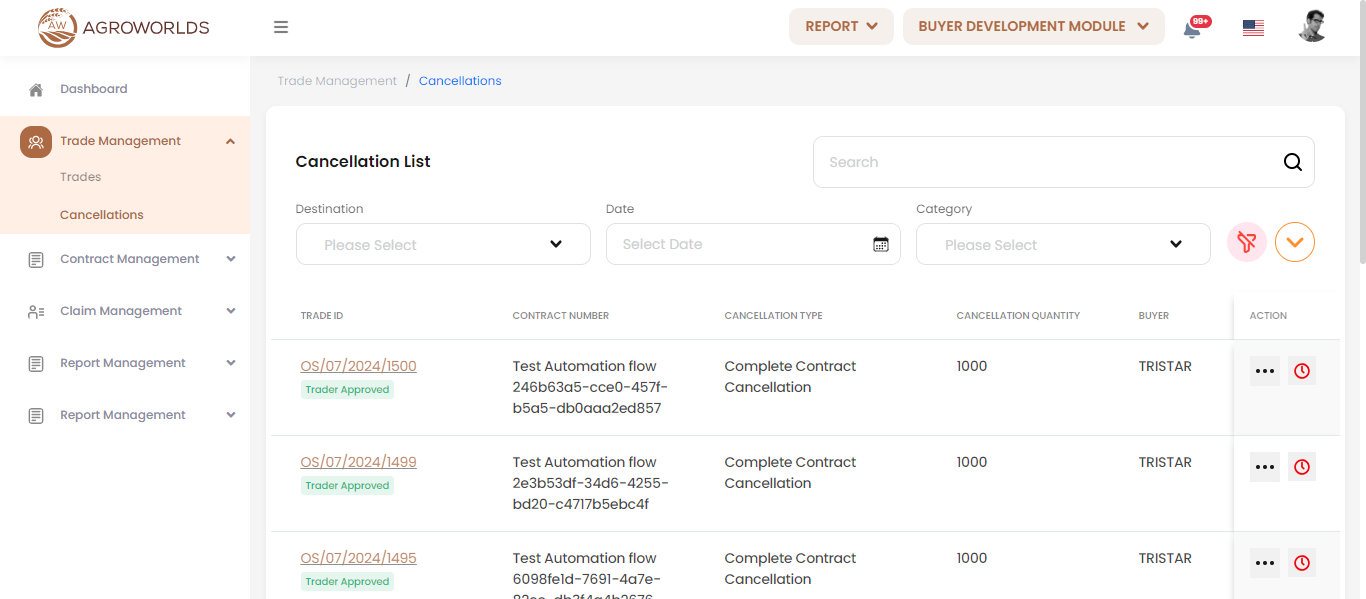 AW AGROWORLDS
REPORT
BUYER DEVELOPMENT MODULE
99+
Dashboard
Trade Management
Trades
Cancellations
Contract Management
Claim Management
Report Management
Report Management
Trade Management / Cancellations
Cancellation List
Search
Destination Date Category
Please Select Select Date Please Select
TRADE ID CONTRACT NUMBER CANCELLATION TYPE CANCELLATION QUANTITY BUYER ACTION
OS/07/2024/1500 Test Automation flow Complete Contract 1000 TRISTAR
Trader Approved 246b63a5-cce0-457f- Cancellation
b5a5-db0aaa2ed857
OS/07/2024/1499 Test Automation flow Complete Contract 1000 TRISTAR
Trader Approved 2e3b53df-34d6-4255- Cancellation
bd20-c4717b5ebc4f
OS/07/2024/1495 Test Automation flow Complete Contract 1000 TRISTAR
Trader Approved 6098fe1d-7691-4a7e- Cancellation